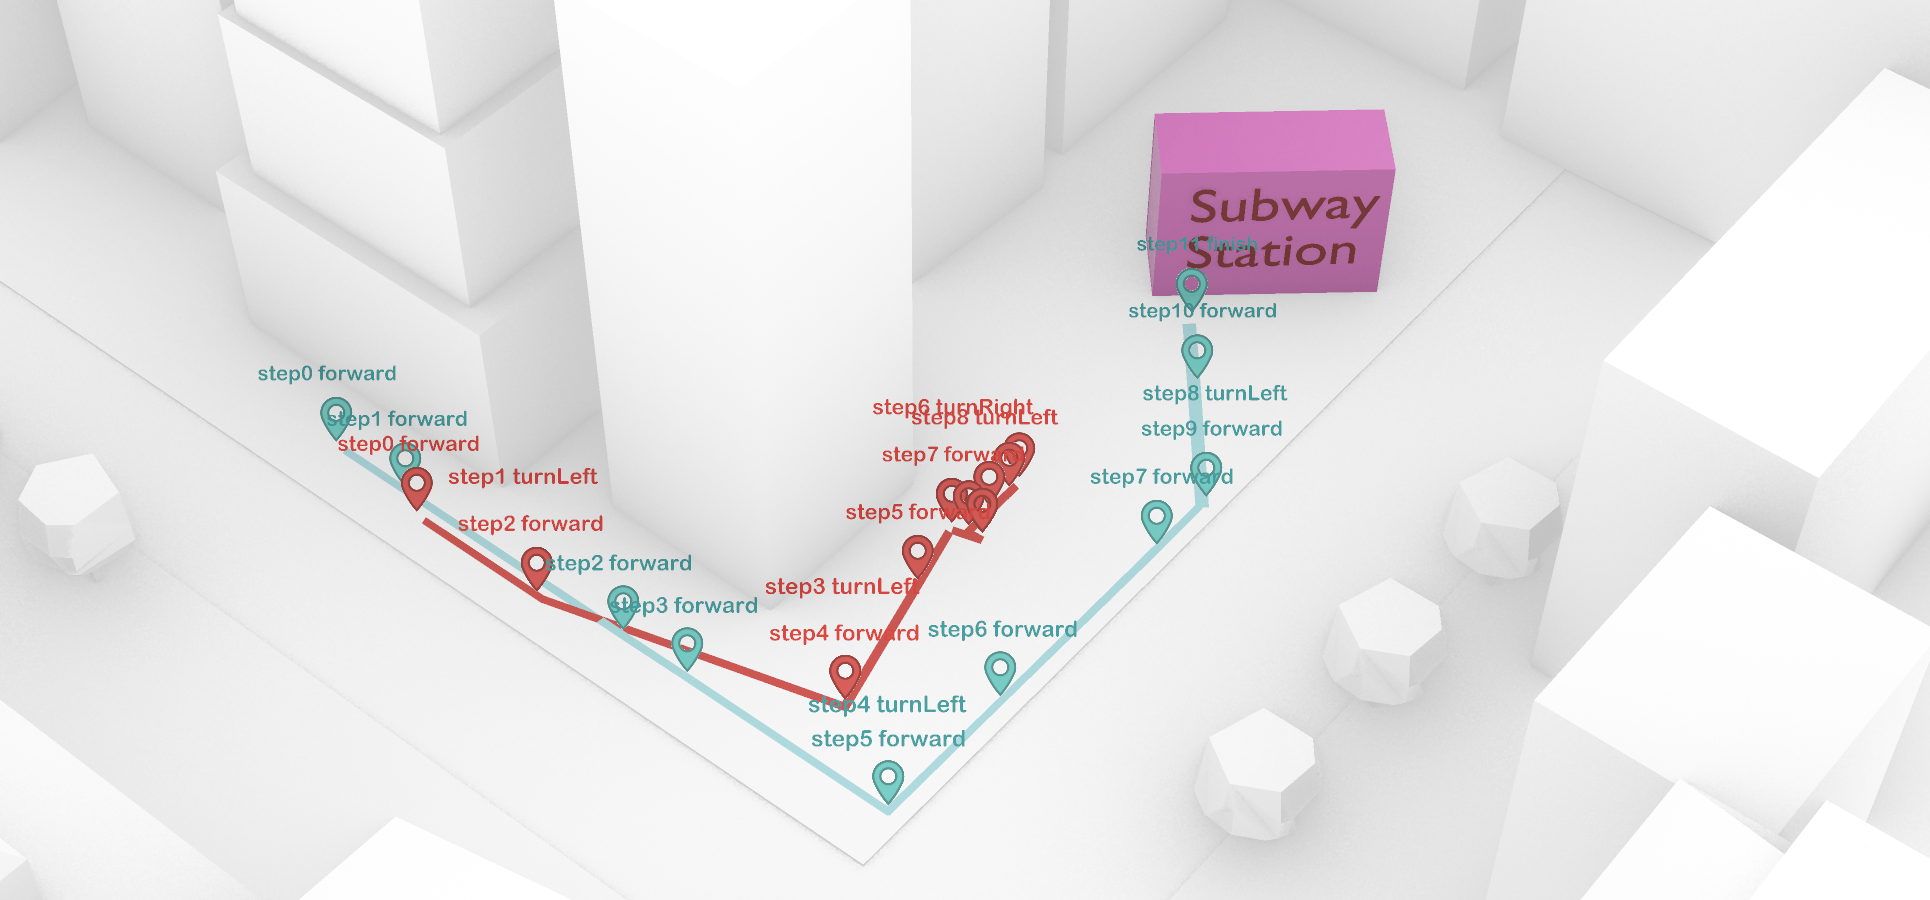 Subway
Station
step11 finish
step10 forward
step0 forward
step8 turnLeft
step6 turnRight
step8 turnLeft
step1 forward
step9 forward
step0 forward
step7 forward
step1 turnLeft
step7 forward
step5 forward
step2 forward
step2 forward
step3 turnLeft
step3 forward
step4 forward
step6 forward
step4 turnLeft
step5 forward